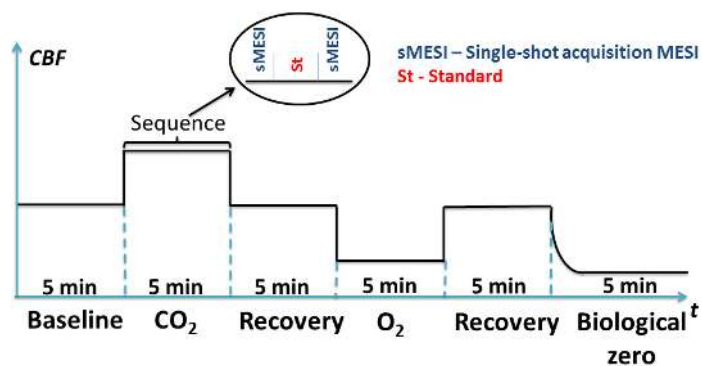 CBF
sMESI St sMESI
sMESI – Single-shot acquisition MESI
St - Standard
Sequence
5 min 5 min 5 min 5 min 5 min 5 min
t
Baseline CO₂ Recovery O₂ Recovery Biological
zero